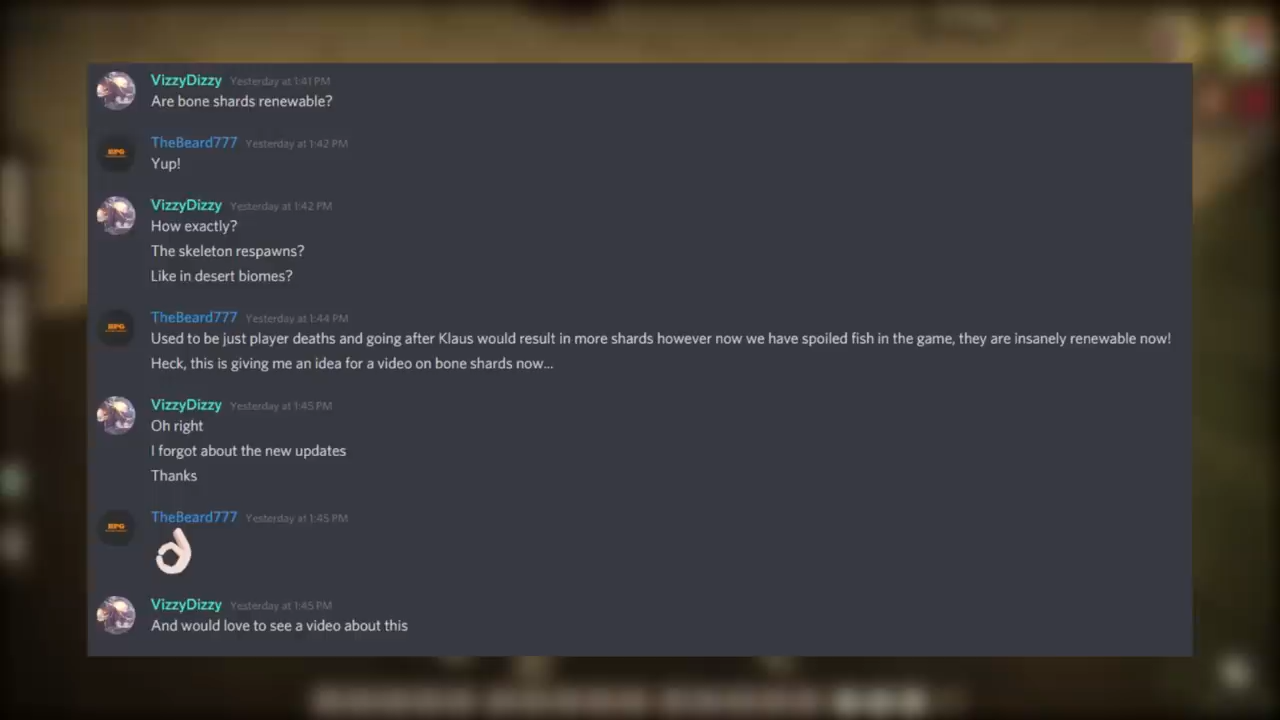 VizzyDizzy Yesterday at 1:41 PM
Are bone shards renewable?
TheBeard777 Yesterday at 1:42 PM
Yup!
VizzyDizzy Yesterday at 1:42 PM
How exactly?
The skeleton respawns?
Like in desert biomes?
TheBeard777 Yesterday at 1:44 PM
Used to be just player deaths and going after Klaus would result in more shards however now we have spoiled fish in the game, they are insanely renewable now!
Heck, this is giving me an idea for a video on bone shards now...
VizzyDizzy Yesterday at 1:45 PM
Oh right
I forgot about the new updates
Thanks
TheBeard777 Yesterday at 1:45 PM
VizzyDizzy Yesterday at 1:45 PM
And would love to see a video about this